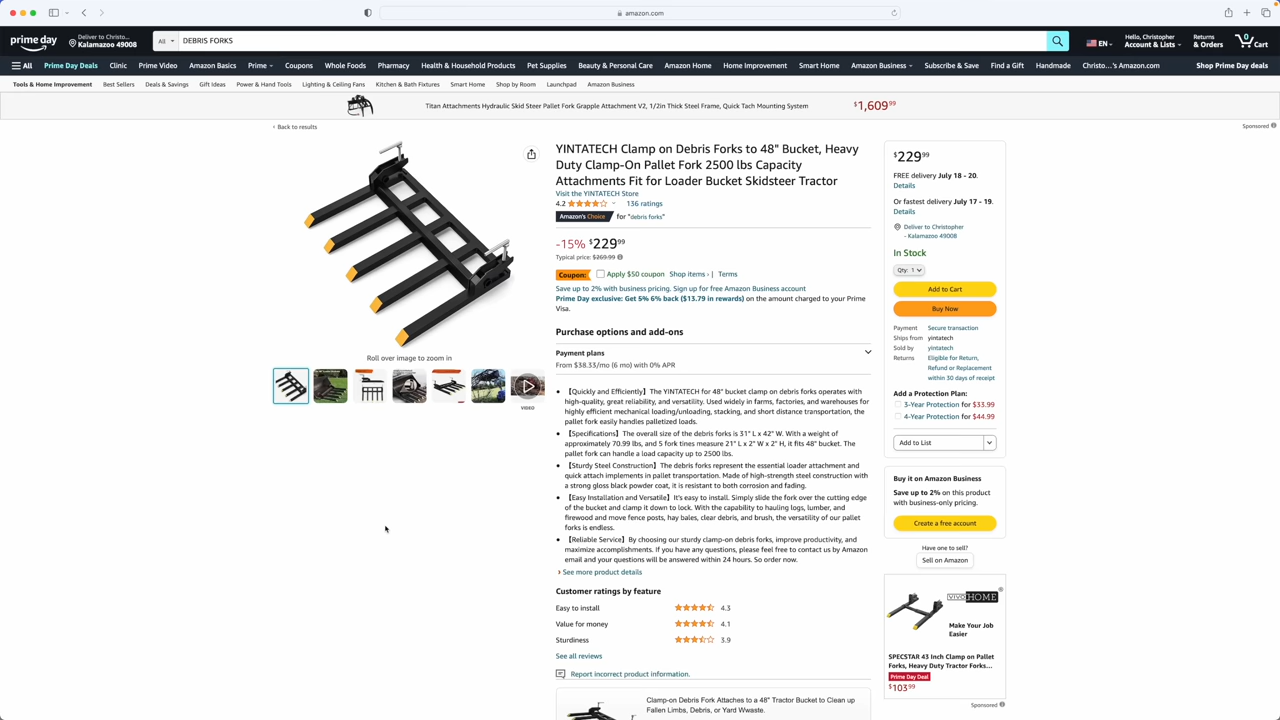 amazon.com
prime day
Deliver to Christo...
Kalamazoo 49008
All
DEBRIS FORKS
EN
Hello, Christopher
Account & Lists
Returns
& Orders
0
Cart
All
Prime Day Deals
Clinic
Prime Video
Amazon Basics
Prime
Coupons
Whole Foods
Pharmacy
Health & Household Products
Pet Supplies
Beauty & Personal Care
Amazon Home
Home Improvement
Smart Home
Amazon Business
Subscribe & Save
Find a Gift
Handmade
Christo...'s Amazon.com
Shop Prime Day deals
Tools & Home Improvement
Best Sellers
Deals & Savings
Gift Ideas
Power & Hand Tools
Lighting & Ceiling Fans
Kitchen & Bath Fixtures
Smart Home
Shop by Room
Launchpad
Amazon Business
Titan Attachments Hydraulic Skid Steer Pallet Fork Grapple Attachment V2, 1/2in Thick Steel Frame, Quick Tach Mounting System
$1,609.99
‹ Back to results
Sponsored
Roll over image to zoom in
VIDEO
YINTATECH Clamp on Debris Forks to 48" Bucket, Heavy
Duty Clamp-On Pallet Fork 2500 lbs Capacity
Attachments Fit for Loader Bucket Skidsteer Tractor
Visit the YINTATECH Store
4.2
136 ratings
Amazon's Choice for "debris forks"
-15% $229.99
Typical price: $269.99
Coupon: Apply $50 coupon Shop items › | Terms
Save up to 2% with business pricing. Sign up for free Amazon Business account
Prime Day exclusive: Get 5% 6% back ($13.79 in rewards) on the amount charged to your Prime
Visa.
Purchase options and add-ons
Payment plans
From $38.33/mo (6 mo) with 0% APR
• 【Quickly and Efficiently】The YINTATECH for 48" bucket clamp on debris forks operates with
high-quality, great reliability, and versatility. Used widely in farms, factories, and warehouses for
highly efficient mechanical loading/unloading, stacking, and short distance transportation, the
pallet fork easily handles palletized loads.
• 【Specifications】The overall size of the debris forks is 31" L x 42" W. With a weight of
approximately 70.99 lbs, and 5 fork tines measure 21" L x 2" W x 2" H, it fits 48" bucket. The
pallet fork can handle a load capacity up to 2500 lbs.
• 【Sturdy Steel Construction】The debris forks represent the essential loader attachment and
quick attach implements in pallet transportation. Made of high-strength steel construction with
a strong gloss black powder coat, it is resistant to both corrosion and fading.
• 【Easy Installation and Versatile】It's easy to install. Simply slide the fork over the cutting edge
of the bucket and clamp it down to lock. With the capability to hauling logs, lumber, and
firewood and move fence posts, hay bales, clear debris, and brush, the versatility of our pallet
forks is endless.
• 【Reliable Service】By choosing our sturdy clamp-on debris forks, improve productivity, and
maximize accomplishments. If you have any questions, please feel free to contact us by Amazon
email and your questions will be answered within 24 hours. So order now.
› See more product details
Customer ratings by feature
Easy to install 4.3
Value for money 4.1
Sturdiness 3.9
See all reviews
Report incorrect product information.
Clamp-on Debris Fork Attaches to a 48" Tractor Bucket to Clean up
Fallen Limbs, Debris, or Yard Wwaste.
$229.99
FREE delivery July 18 - 20.
Details
Or fastest delivery July 17 - 19.
Details
Deliver to Christopher
- Kalamazoo 49008
In Stock
Qty: 1
Add to Cart
Buy Now
Payment Secure transaction
Ships from yintatech
Sold by yintatech
Returns Eligible for Return,
Refund or Replacement
within 30 days of receipt
Add a Protection Plan:
3-Year Protection for $33.99
4-Year Protection for $44.99
Add to List
Buy it on Amazon Business
Save up to 2% on this product
with business-only pricing.
Create a free account
Have one to sell?
Sell on Amazon
VIVOHOME
Make Your Job
Easier
SPECSTAR 43 Inch Clamp on Pallet
Forks, Heavy Duty Tractor Forks...
Prime Day Deal
$103.99
Sponsored